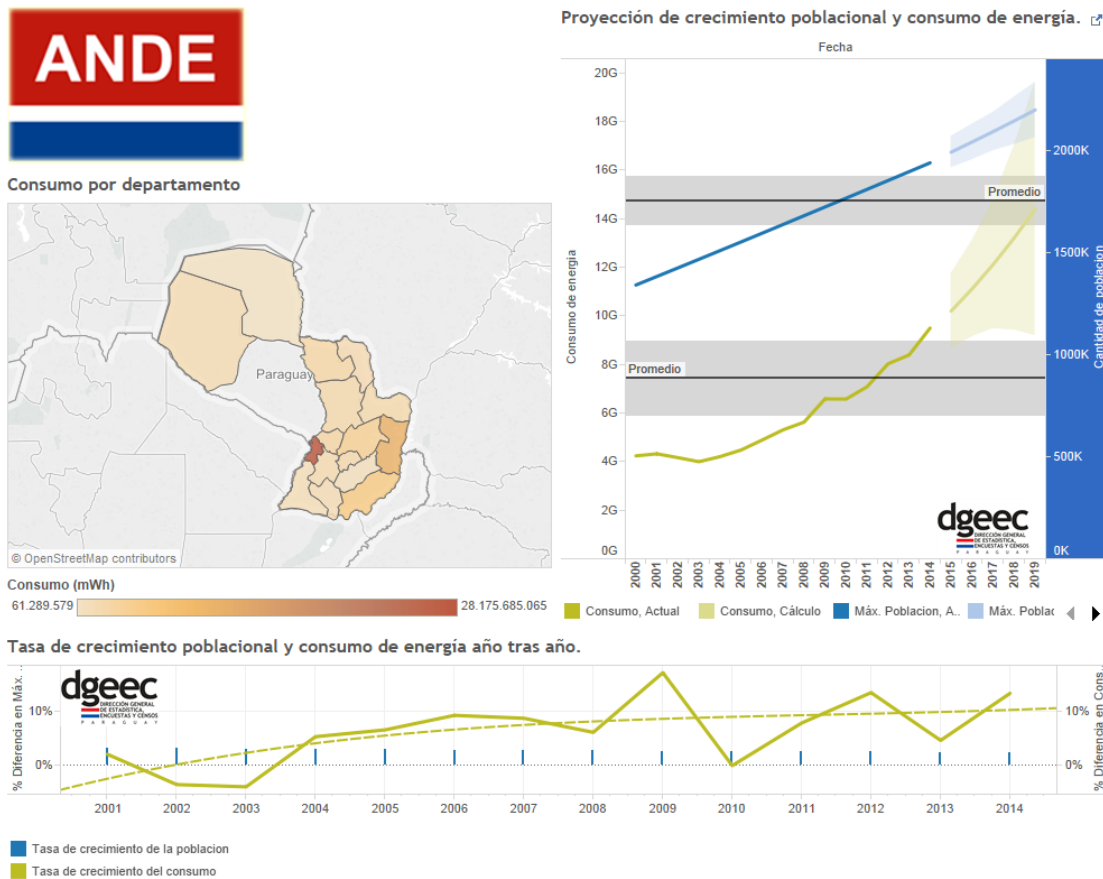 ANDE
Consumo por departamento
Paraguay
© OpenStreetMap contributors
Consumo (mWh)
61.289.579
28.175.685.065
Proyección de crecimiento poblacional y consumo de energía.
Fecha
20G
18G
16G
14G
12G
10G
8G
6G
4G
2G
0G
Consumo de energia
Promedio
Promedio
2000K
1500K
1000K
500K
0K
Cantidad de poblacion
dgeec
DIRECCIÓN GENERAL
DE ESTADÍSTICA,
ENCUESTAS Y CENSOS
PARAGUAY
2000 2001 2002 2003 2004 2005 2006 2007 2008 2009 2010 2011 2012 2013 2014 2015 2016 2017 2018 2019
Consumo, Actual
Consumo, Cálculo
Máx. Poblacion, A..
Máx. Poblac
Tasa de crecimiento poblacional y consumo de energía año tras año.
% Diferencia en Máx. ..
10%
0%
dgeec
DIRECCIÓN GENERAL
DE ESTADÍSTICA,
ENCUESTAS Y CENSOS
PARAGUAY
10%
0%
% Diferencia en Cons..
2001 2002 2003 2004 2005 2006 2007 2008 2009 2010 2011 2012 2013 2014
Tasa de crecimiento de la poblacion
Tasa de crecimiento del consumo